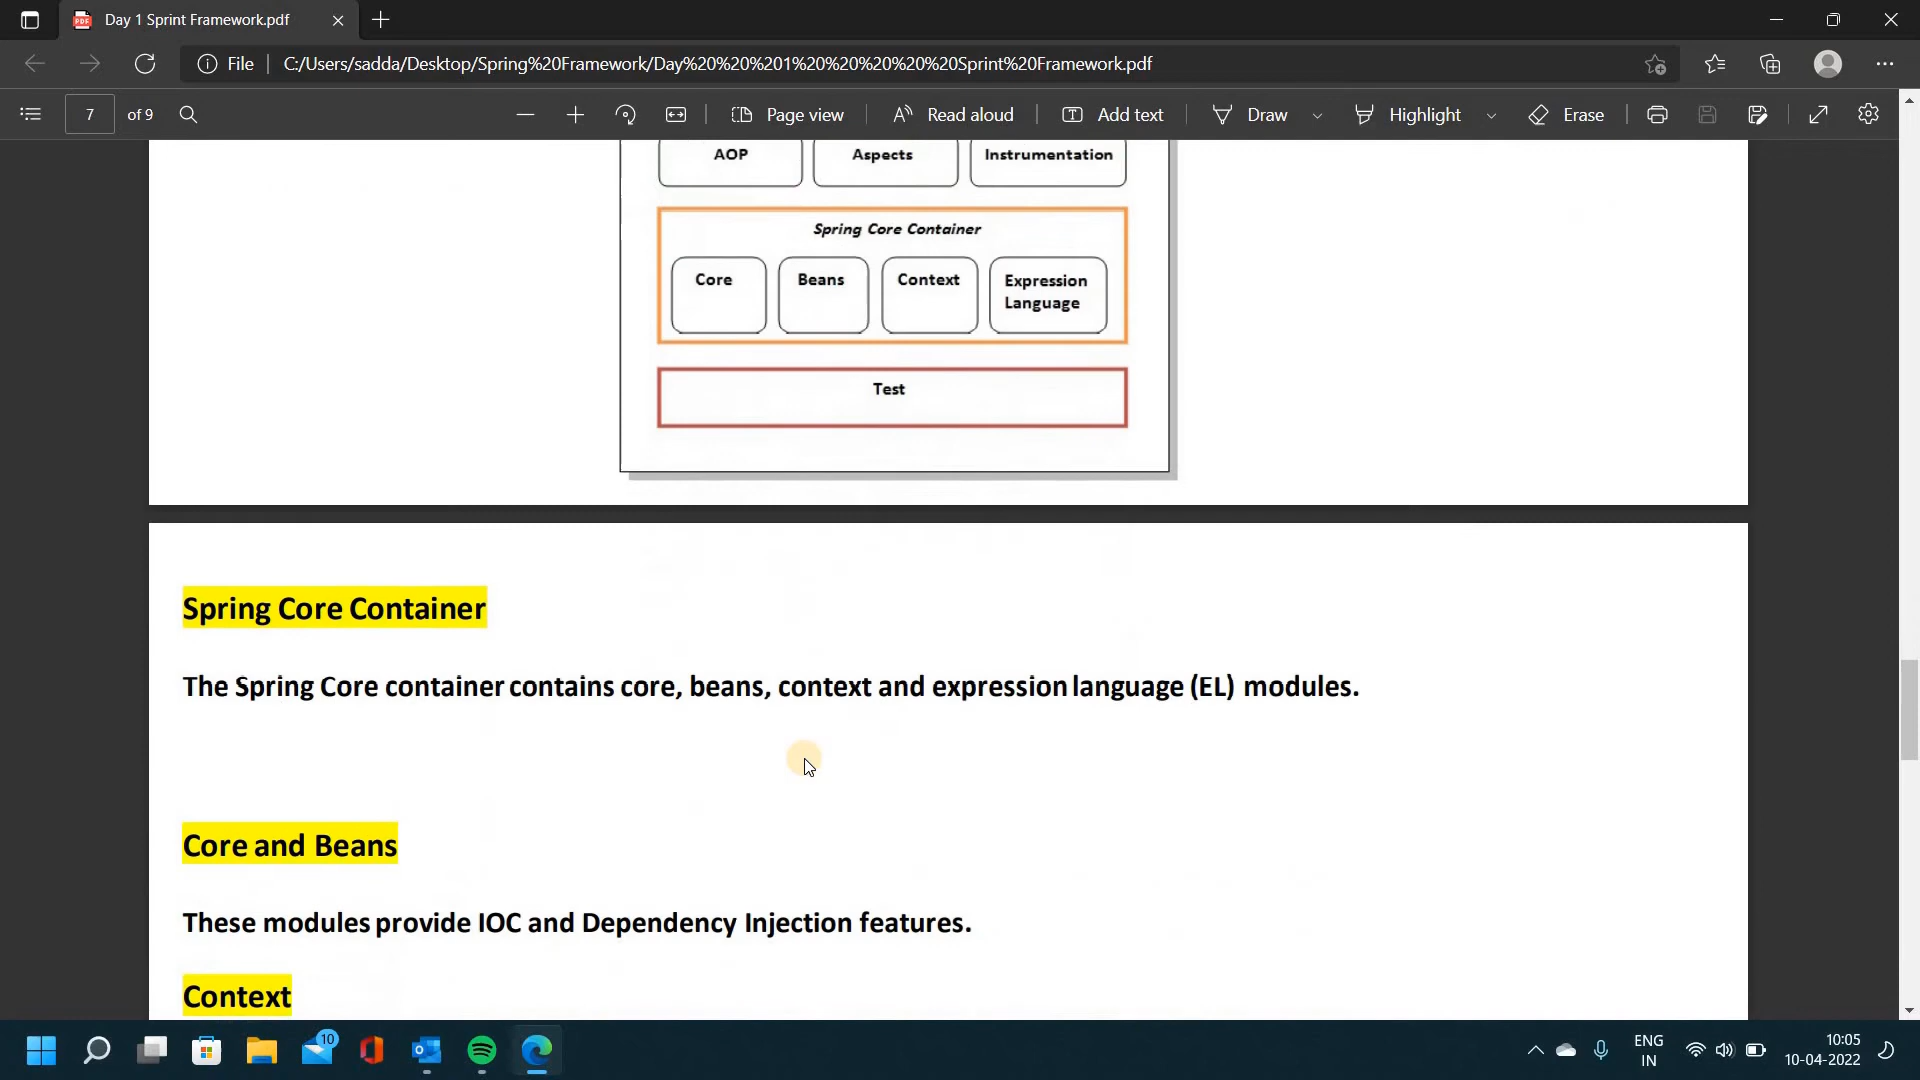 Day 1 Sprint Framework.pdf
File
C:/Users/sadda/Desktop/Spring%20Framework/Day%20%20%201%20%20%20%20%20Sprint%20Framework.pdf
7 of 9
Page view
Read aloud
Add text
Draw
Highlight
Erase
AOP
Aspects
Instrumentation
Spring Core Container
Core
Beans
Context
Expression
Language
Test
Spring Core Container
The Spring Core container contains core, beans, context and expression language (EL) modules.
Core and Beans
These modules provide IOC and Dependency Injection features.
Context
10
ENG
IN
10:05
10-04-2022